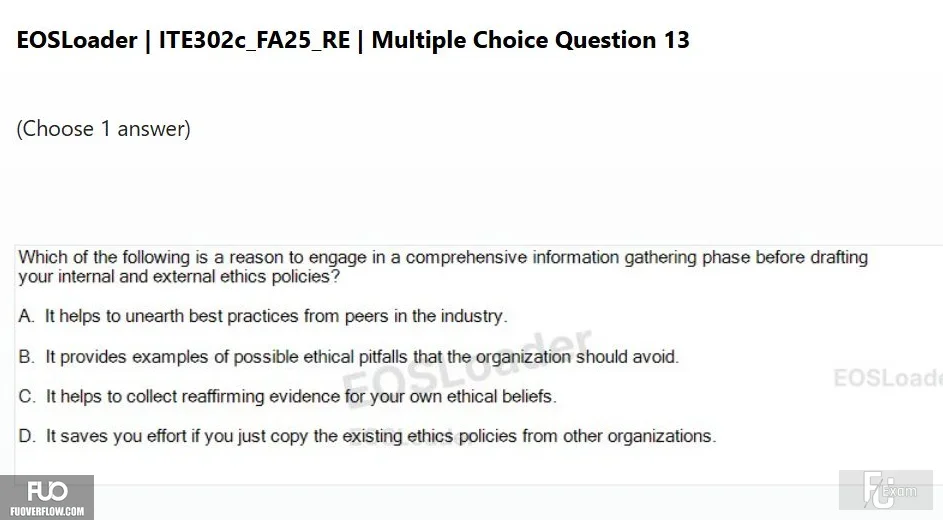 EOSLoader | ITE302c_FA25_RE | Multiple Choice Question 13
(Choose 1 answer)
Which of the following is a reason to engage in a comprehensive information gathering phase before drafting
your internal and external ethics policies?
A. It helps to unearth best practices from peers in the industry.
B. It provides examples of possible ethical pitfalls that the organization should avoid.
EOSLoader
EOSLoade
C. It helps to collect reaffirming evidence for your own ethical beliefs.
D. It saves you effort if you just copy the existing ethics policies from other organizations.
EOSLoader
FUO
FUOVERFLOW.COM
FU Exam